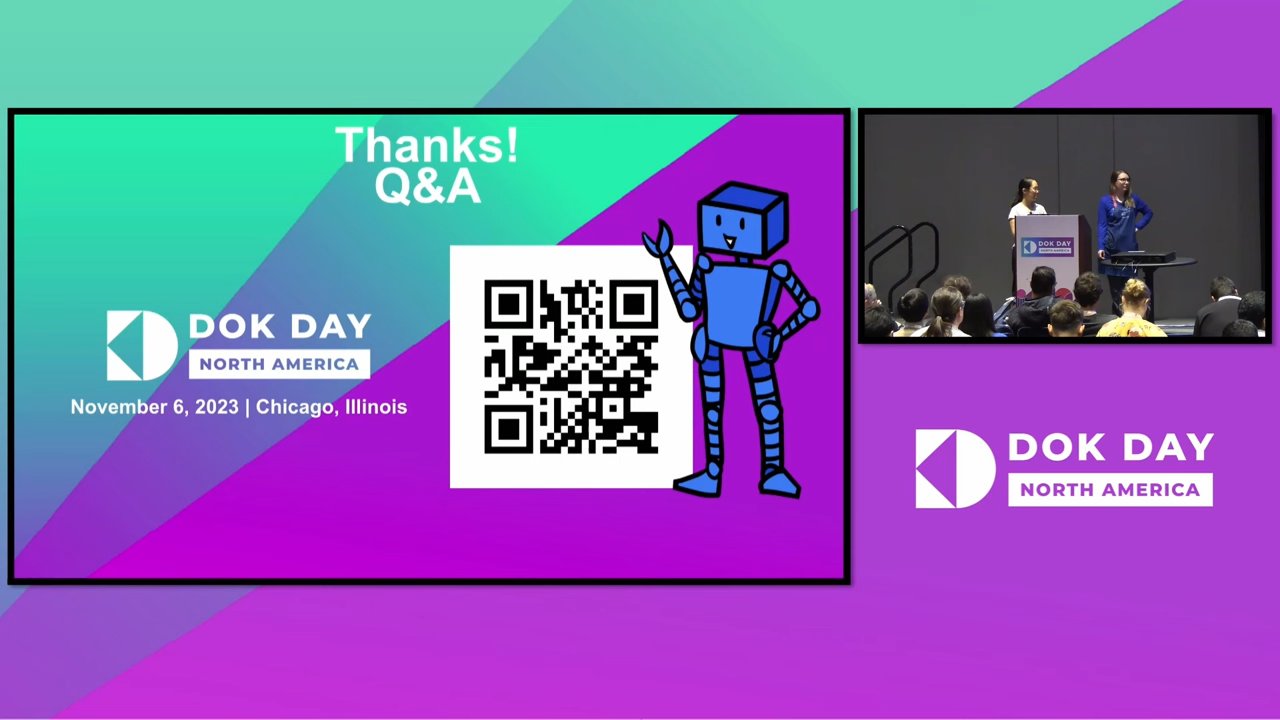 Thanks!
Q&A
DOK DAY
NORTH AMERICA
November 6, 2023 | Chicago, Illinois
DOK DAY
DOK DAY
NORTH AMERICA